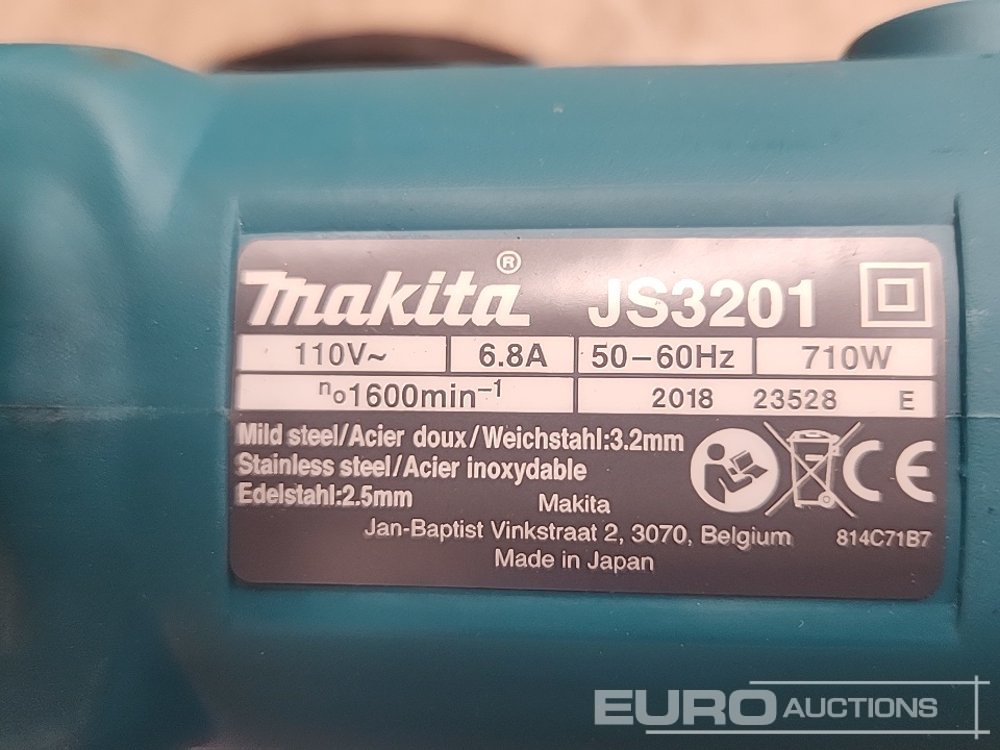 makita® JS3201
110V~ 6.8A 50-60Hz 710W
no1600min-1 2018 23528 E
Mild steel/Acier doux/Weichstahl:3.2mm
Stainless steel/Acier inoxydable
Edelstahl:2.5mm
CE
Makita
Jan-Baptist Vinkstraat 2, 3070, Belgium 814C71B7
Made in Japan
EURO AUCTIONS